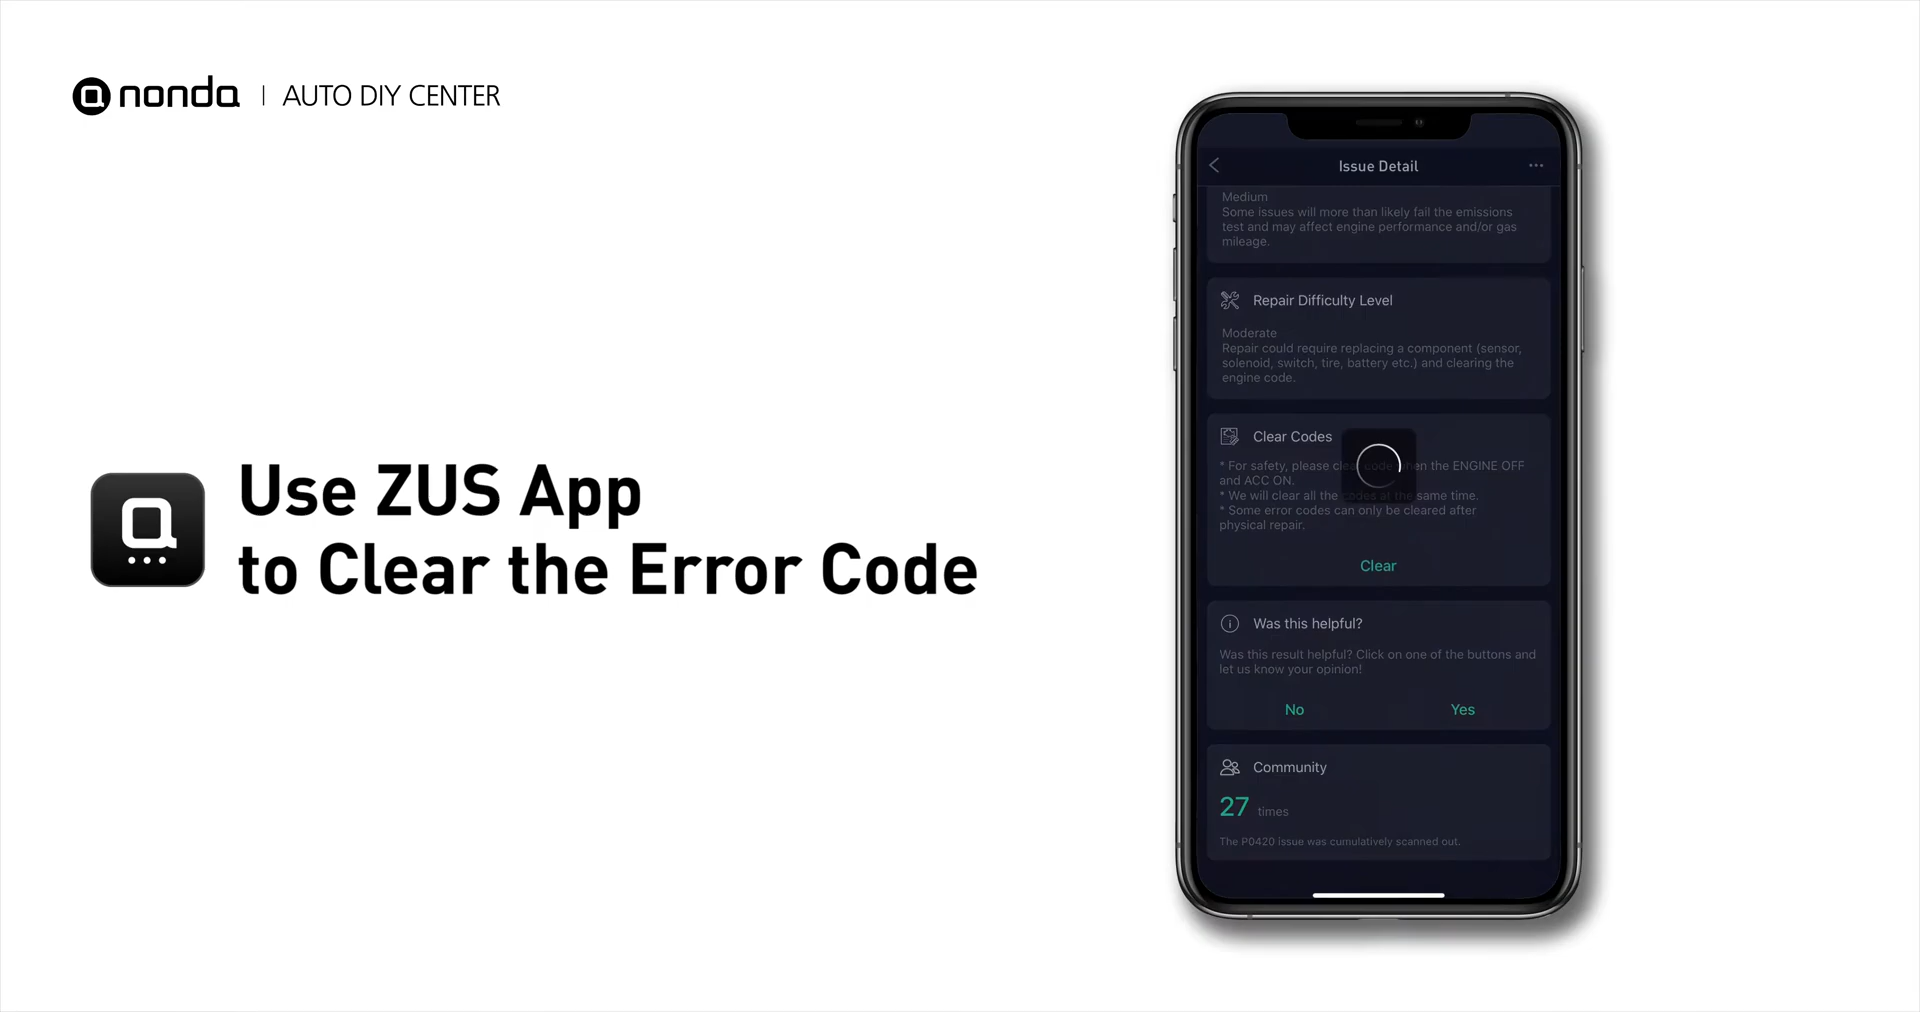 nonda | AUTO DIY CENTER
Use ZUS App
to Clear the Error Code
Issue Detail
Medium
Some issues will more than likely fail the emissions
test and may affect engine performance and/or gas
mileage.
Repair Difficulty Level
Moderate
Repair could require replacing a component (sensor,
solenoid, switch, tire, battery etc.) and clearing the
engine code.
Clear Codes
* For safety, please clear code when the ENGINE OFF
and ACC ON.
* We will clear all the codes at the same time.
* Some error codes can only be cleared after
physical repair.
Clear
Was this helpful?
Was this result helpful? Click on one of the buttons and
let us know your opinion!
No Yes
Community
27 times
The P0420 issue was cumulatively scanned out.